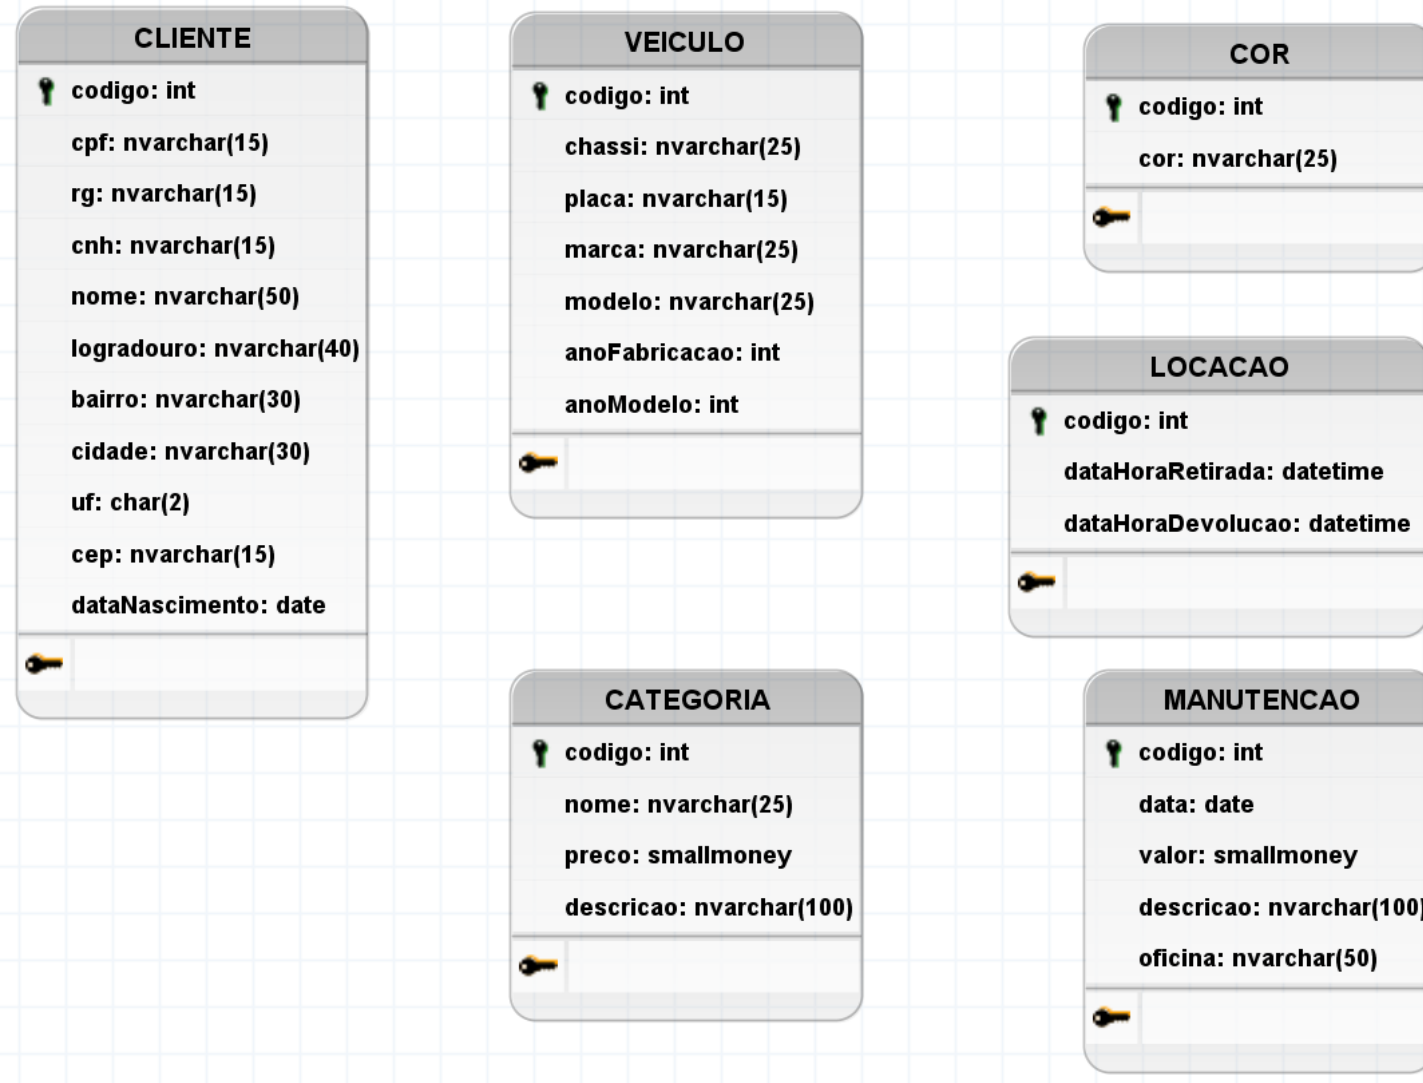 CLIENTE
codigo: int
cpf: nvarchar(15)
rg: nvarchar(15)
cnh: nvarchar(15)
nome: nvarchar(50)
logradouro: nvarchar(40)
bairro: nvarchar(30)
cidade: nvarchar(30)
uf: char(2)
cep: nvarchar(15)
dataNascimento: date
VEICULO
codigo: int
chassi: nvarchar(25)
placa: nvarchar(15)
marca: nvarchar(25)
modelo: nvarchar(25)
anoFabricacao: int
anoModelo: int
COR
codigo: int
cor: nvarchar(25)
LOCACAO
codigo: int
dataHoraRetirada: datetime
dataHoraDevolucao: datetime
CATEGORIA
codigo: int
nome: nvarchar(25)
preco: smallmoney
descricao: nvarchar(100)
MANUTENCAO
codigo: int
data: date
valor: smallmoney
descricao: nvarchar(100)
oficina: nvarchar(50)